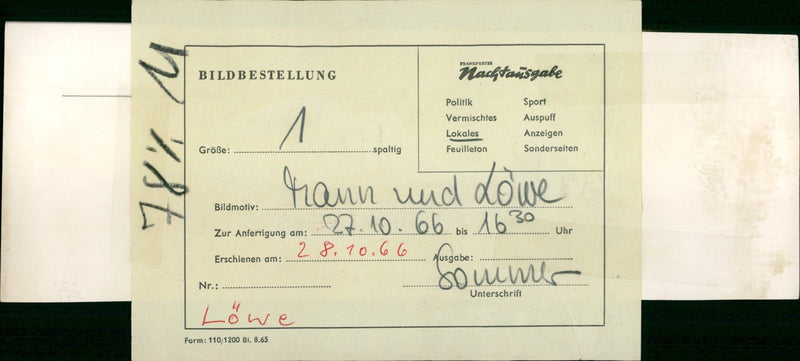 78% M
BILDBESTELLUNG
FRANKFURTER
Nachtausgabe
Politik Sport
Vermischtes Auspuff
Lokales Anzeigen
Feuilleton Sonderseiten
Größe: 1 spaltig
Bildmotiv: Mann und Löwe
Zur Anfertigung am: 27.10.66 bis 16 30 Uhr
Erschienen am: 28.10.66 Ausgabe:
Nr.: Sommer
Unterschrift
Löwe
Form: 110/1200 Bl. 8.65